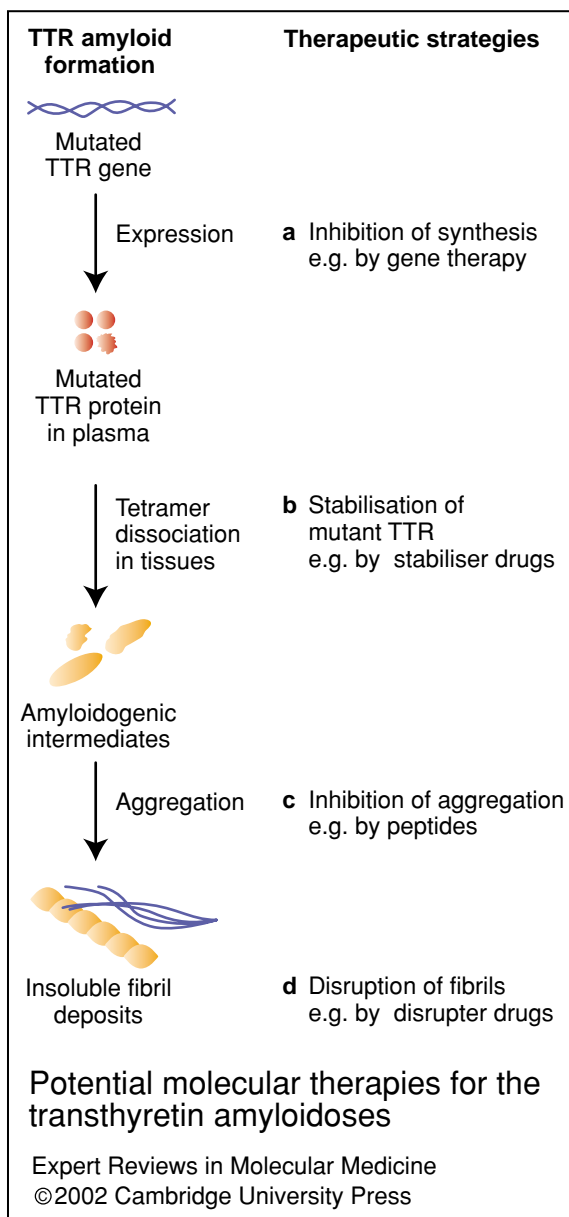 TTR amyloid
formation
Therapeutic strategies
Mutated
TTR gene
Expression
a Inhibition of synthesis
e.g. by gene therapy
Mutated
TTR protein
in plasma
Tetramer
dissociation
in tissues
b Stabilisation of
mutant TTR
e.g. by stabiliser drugs
Amyloidogenic
intermediates
Aggregation
c Inhibition of aggregation
e.g. by peptides
Insoluble fibril
deposits
d Disruption of fibrils
e.g. by disrupter drugs
Potential molecular therapies for the
transthyretin amyloidoses
Expert Reviews in Molecular Medicine
©2002 Cambridge University Press